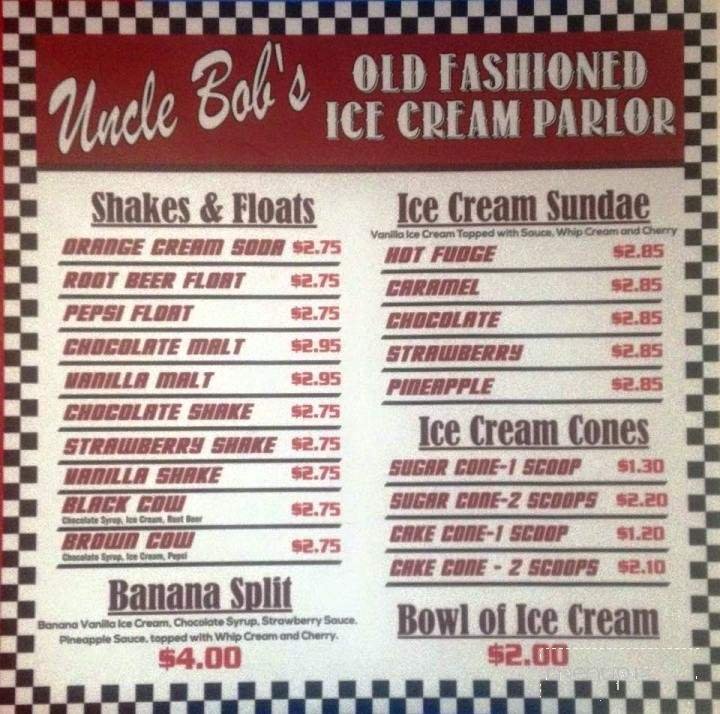 Uncle Bob's
OLD FASHIONED
ICE CREAM PARLOR
Shakes & Floats
ORANGE CREAM SODA $2.75
ROOT BEER FLOAT $2.75
PEPSI FLOAT $2.75
CHOCOLATE MALT $2.95
VANILLA MALT $2.95
CHOCOLATE SHAKE $2.75
STRAWBERRY SHAKE $2.75
VANILLA SHAKE $2.75
BLACK COW $2.75
Chocolate Syrup, Ice Cream, Root Beer
BROWN COW $2.75
Chocolate Syrup, Ice Cream, Pepsi
Banana Split
Banana Vanilla Ice Cream, Chocolate Syrup, Strawberry Sauce,
Pineapple Sauce, topped with Whip Cream and Cherry.
$4.00
Ice Cream Sundae
Vanilla Ice Cream Topped with Sauce, Whip Cream and Cherry
HOT FUDGE $2.85
CARAMEL $2.85
CHOCOLATE $2.85
STRAWBERRY $2.85
PINEAPPLE $2.85
Ice Cream Cones
SUGAR CONE-1 SCOOP $1.30
SUGAR CONE-2 SCOOPS $2.20
CAKE CONE-1 SCOOP $1.20
CAKE CONE - 2 SCOOPS $2.10
Bowl of Ice Cream
$2.00